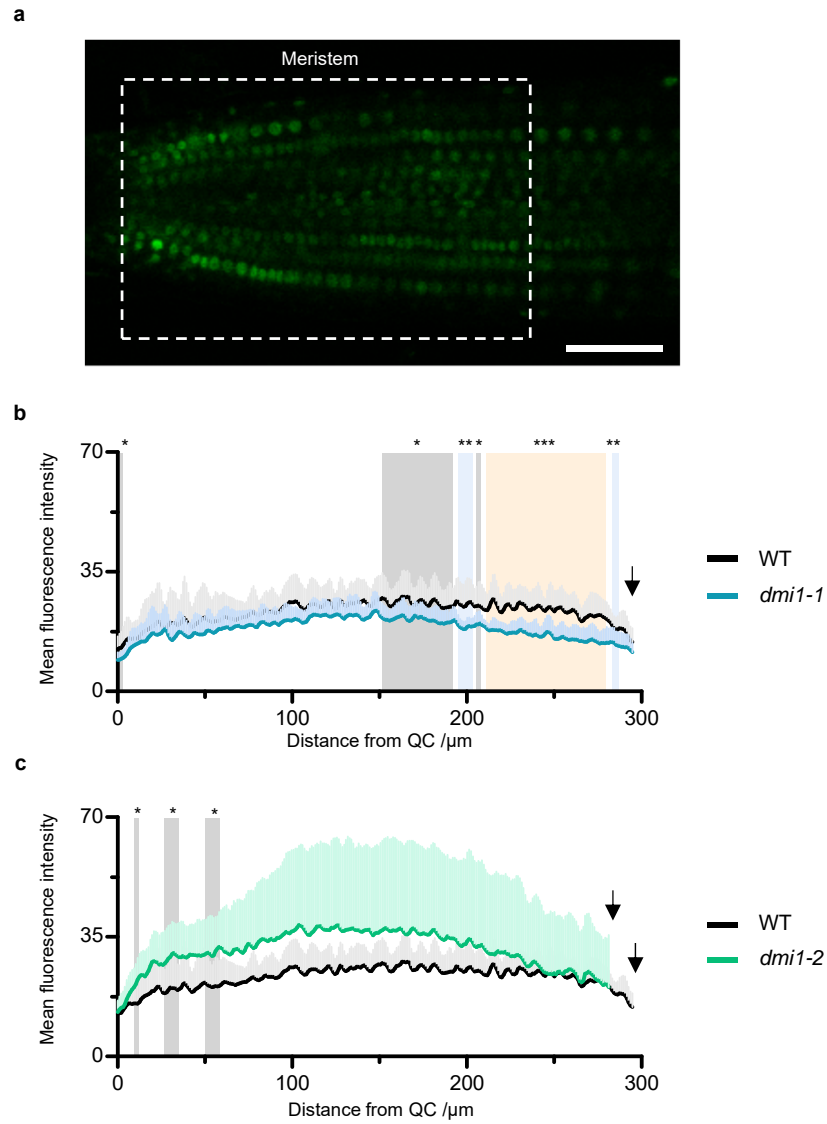 a
Meristem
b
* * ** * *** **
70
35
0
0 100 200 300
Mean fluorescence intensity
Distance from QC /µm
WT
dmi1-1
c
* * *
70
35
0
0 100 200 300
Mean fluorescence intensity
Distance from QC /µm
WT
dmi1-2